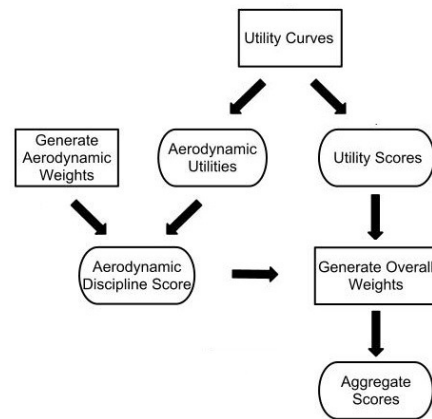 Utility Curves
Generate
Aerodynamic
Weights
Aerodynamic
Utilities
Utility Scores
Aerodynamic
Discipline Score
Generate Overall
Weights
Aggregate
Scores